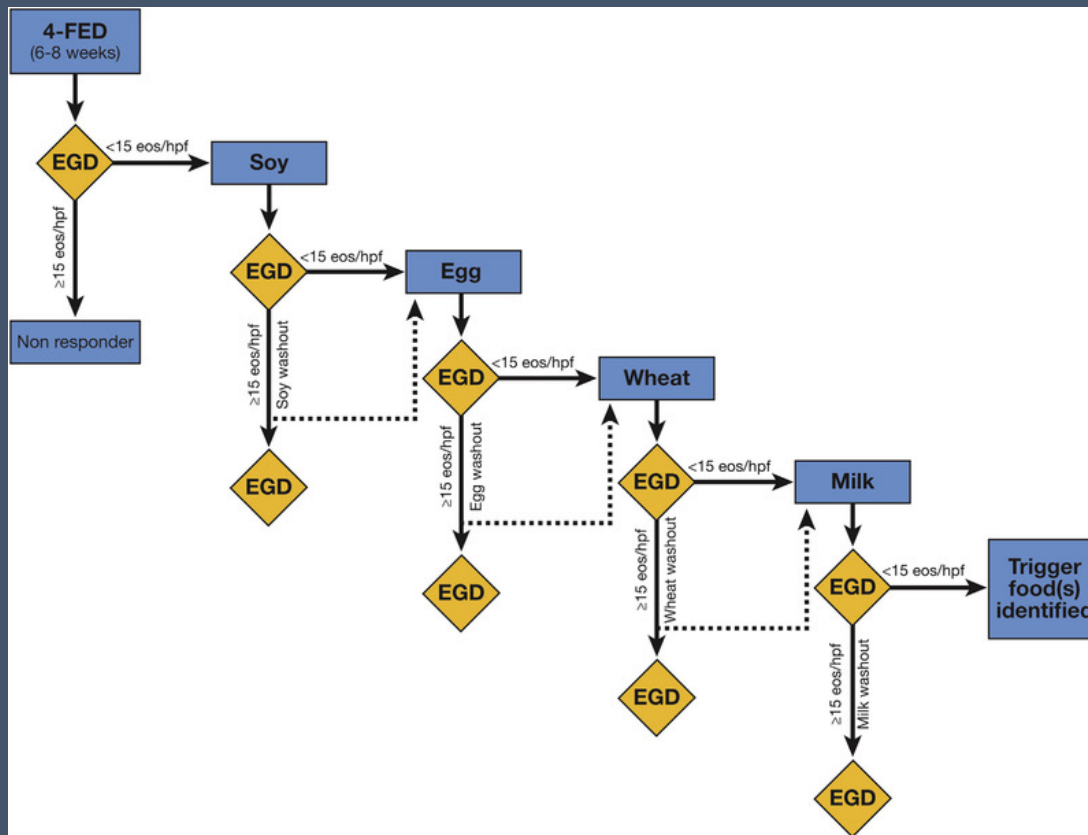 4-FED
(6-8 weeks)
EGD
<15 eos/hpf
≥15 eos/hpf
Non responder
Soy
EGD
<15 eos/hpf
≥15 eos/hpf
Soy washout
EGD
Egg
EGD
<15 eos/hpf
≥15 eos/hpf
Egg washout
EGD
Wheat
EGD
<15 eos/hpf
≥15 eos/hpf
Wheat washout
EGD
Milk
EGD
<15 eos/hpf
≥15 eos/hpf
Milk washout
EGD
Trigger
food(s)
identified